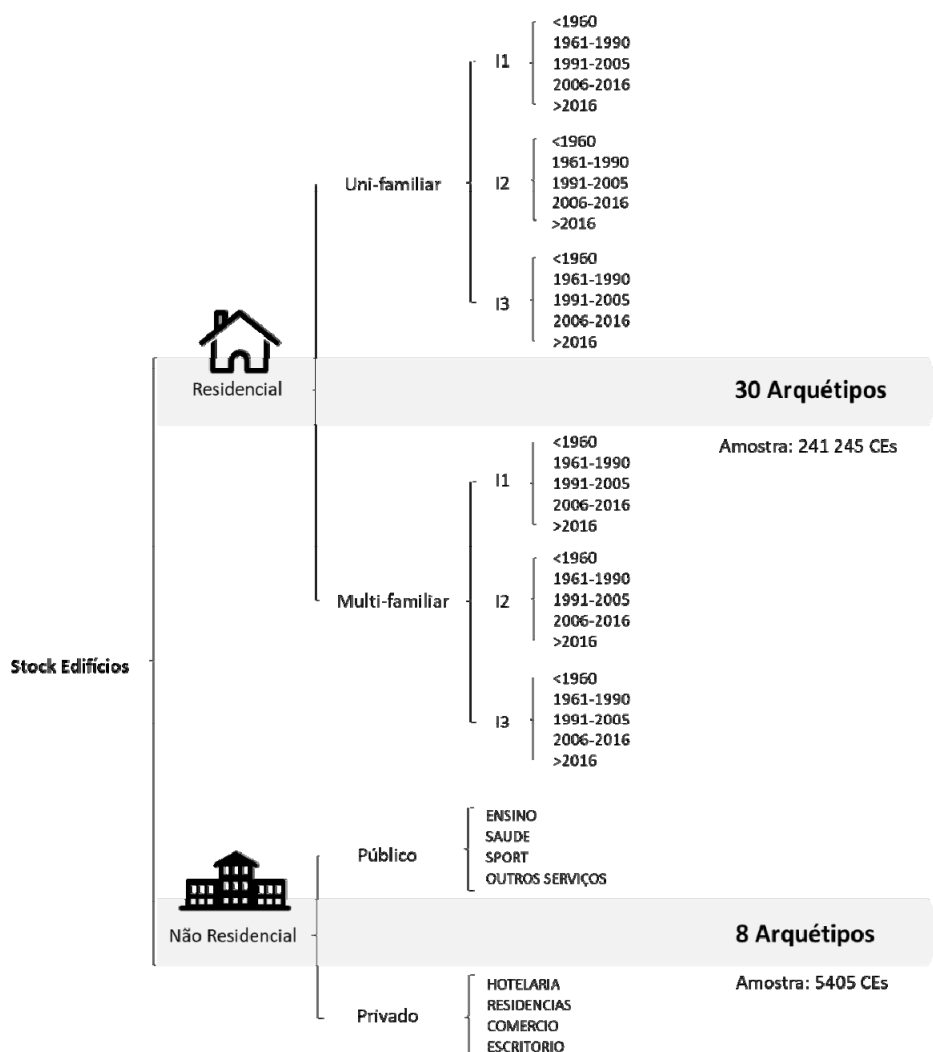 <1960
1961-1990
I1
1991-2005
2006-2016
>2016
<1960
1961-1990
Uni-familiar
I2
1991-2005
2006-2016
>2016
<1960
1961-1990
I3
1991-2005
2006-2016
>2016
Residencial
30 Arquétipos
Amostra: 241 245 CEs
<1960
1961-1990
I1
1991-2005
2006-2016
>2016
<1960
1961-1990
Multi-familiar
I2
1991-2005
2006-2016
>2016
Stock Edifícios
<1960
1961-1990
I3
1991-2005
2006-2016
>2016
Público
ENSINO
SAUDE
SPORT
OUTROS SERVIÇOS
Não Residencial
8 Arquétipos
Amostra: 5405 CEs
Privado
HOTELARIA
RESIDENCIAS
COMERCIO
ESCRITORIO